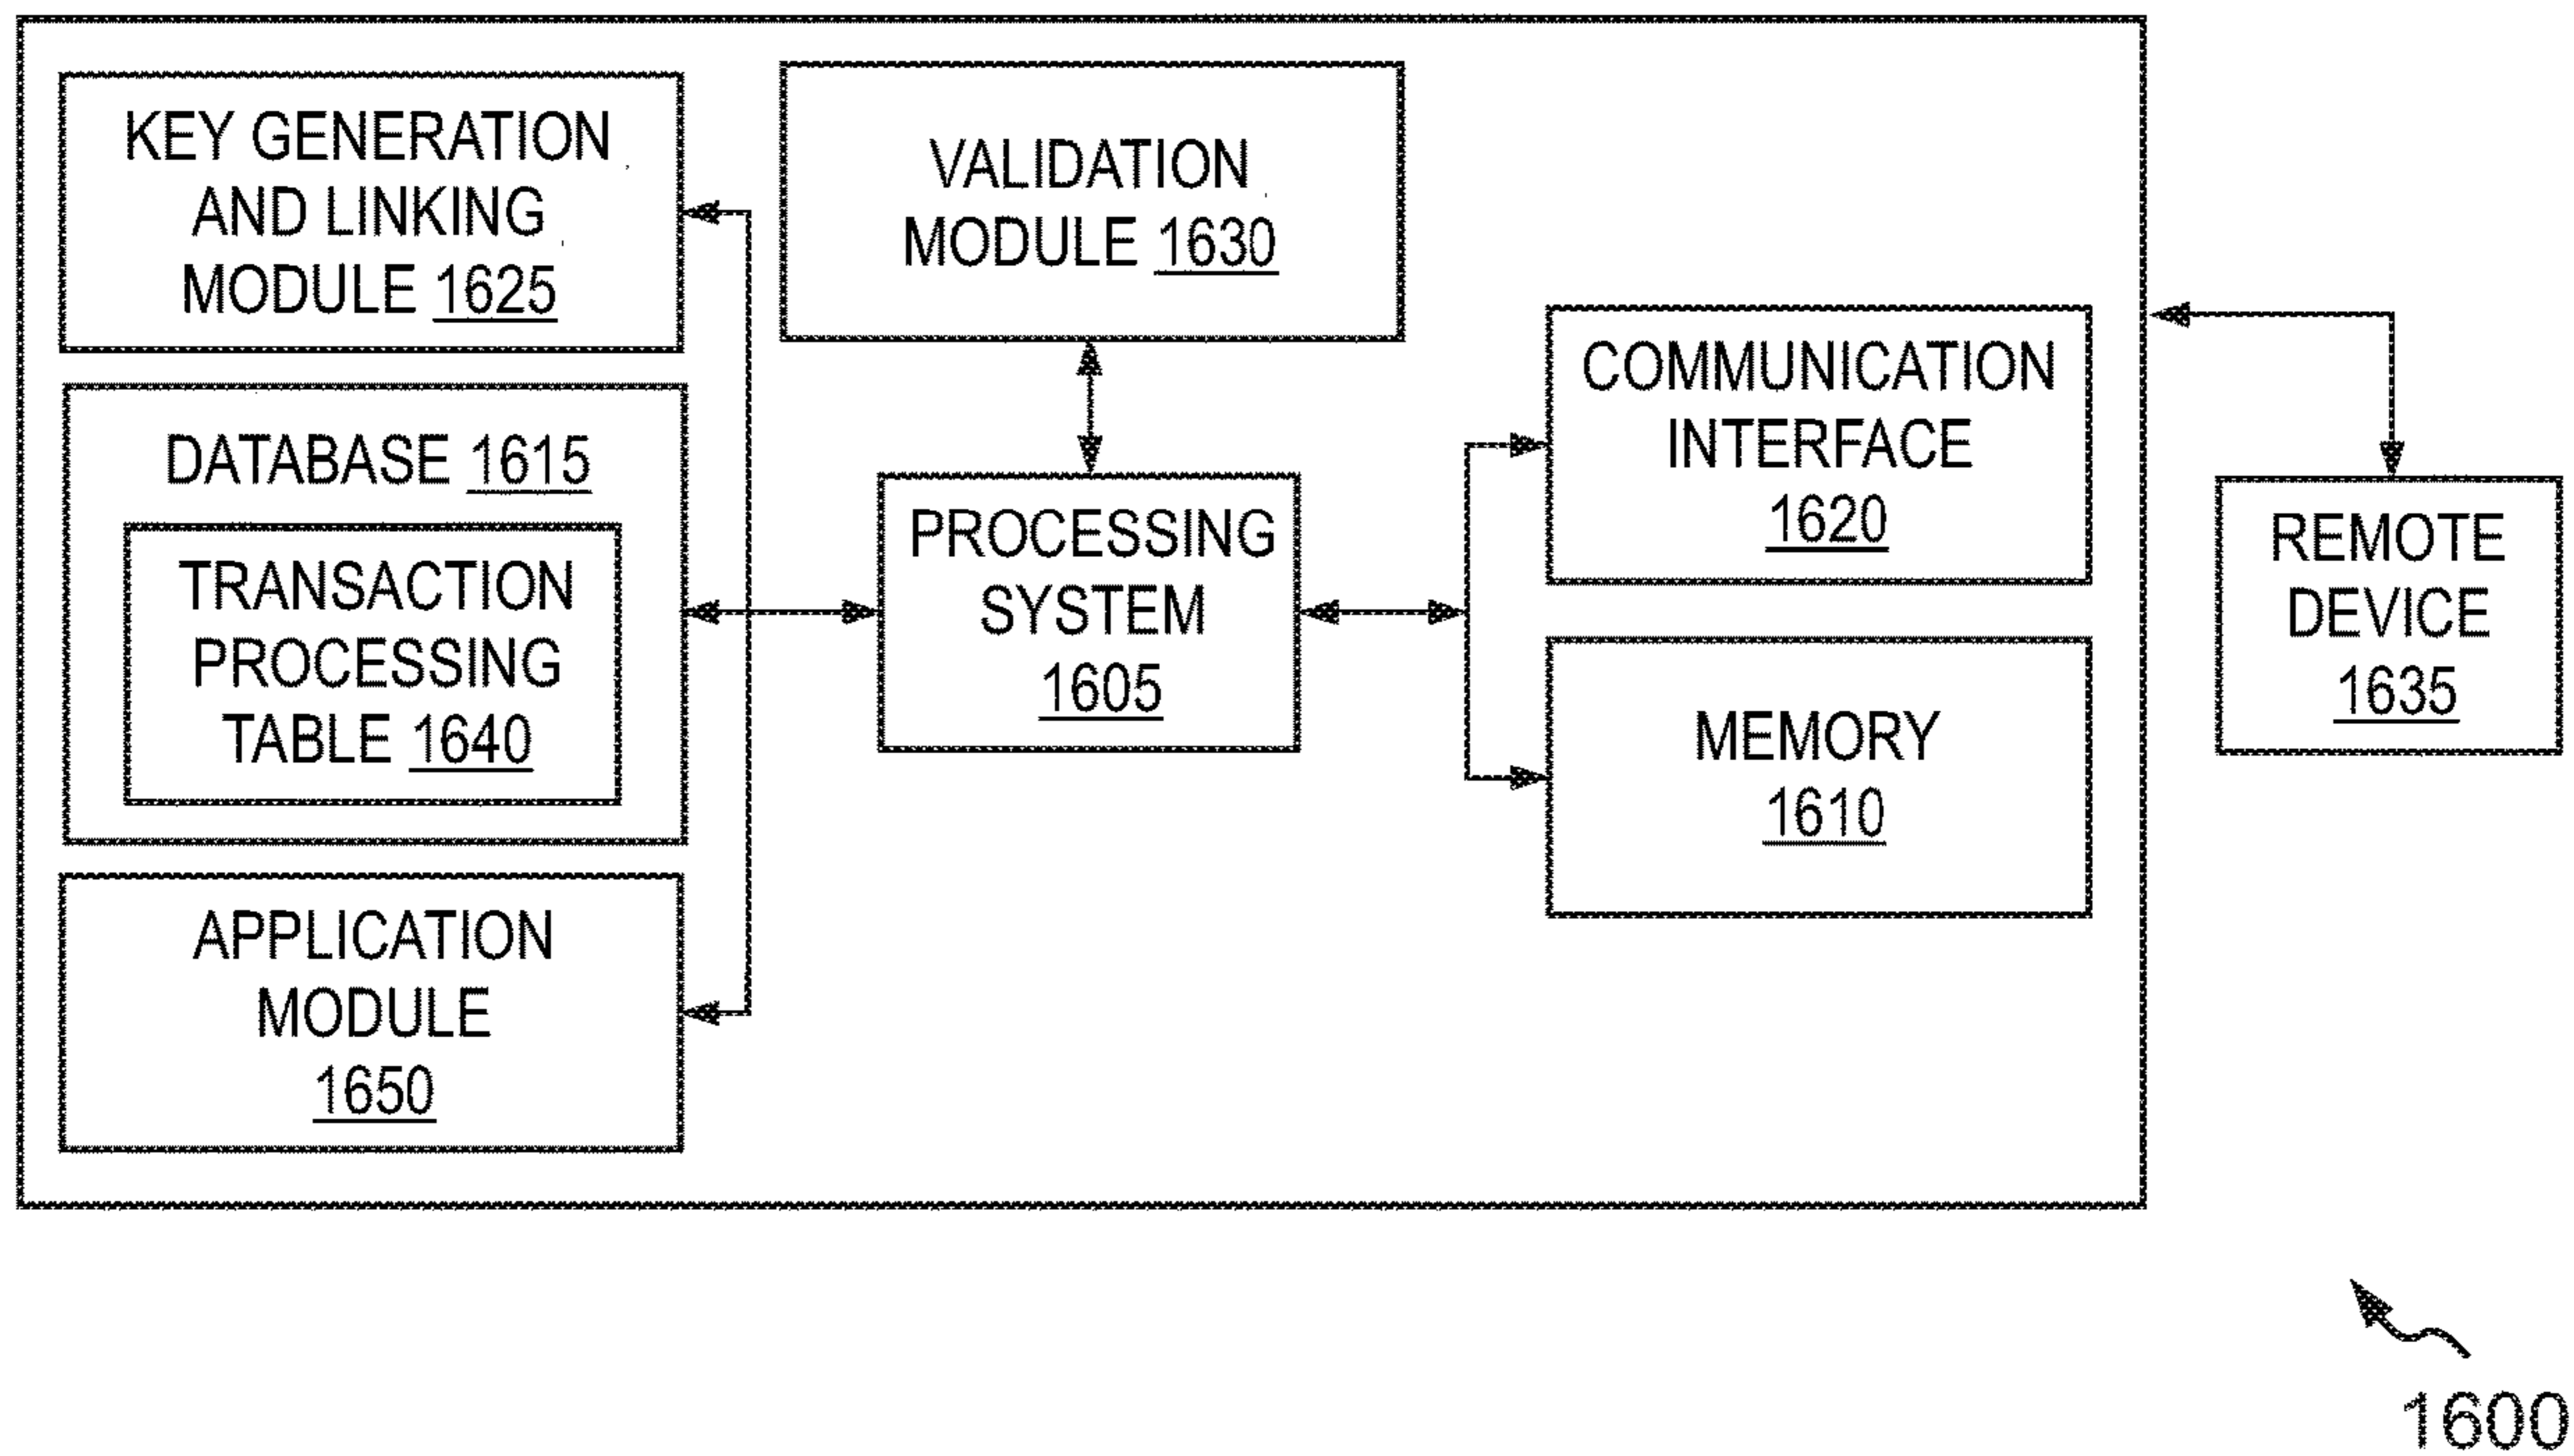 KEY GENERATION
AND LINKING
MODULE 1625
VALIDATION
MODULE 1630
DATABASE 1615
TRANSACTION
PROCESSING
TABLE 1640
PROCESSING
SYSTEM
1605
COMMUNICATION
INTERFACE
1620
MEMORY
1610
REMOTE
DEVICE
1635
APPLICATION
MODULE
1650
1600